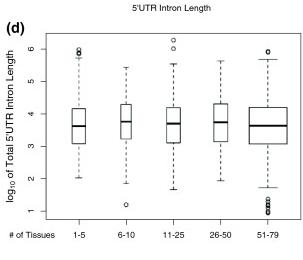 5'UTR Intron Length
(d)
log10 of Total 5'UTR Intron Length
6
5
4
3
2
1
# of Tissues 1-5 6-10 11-25 26-50 51-79